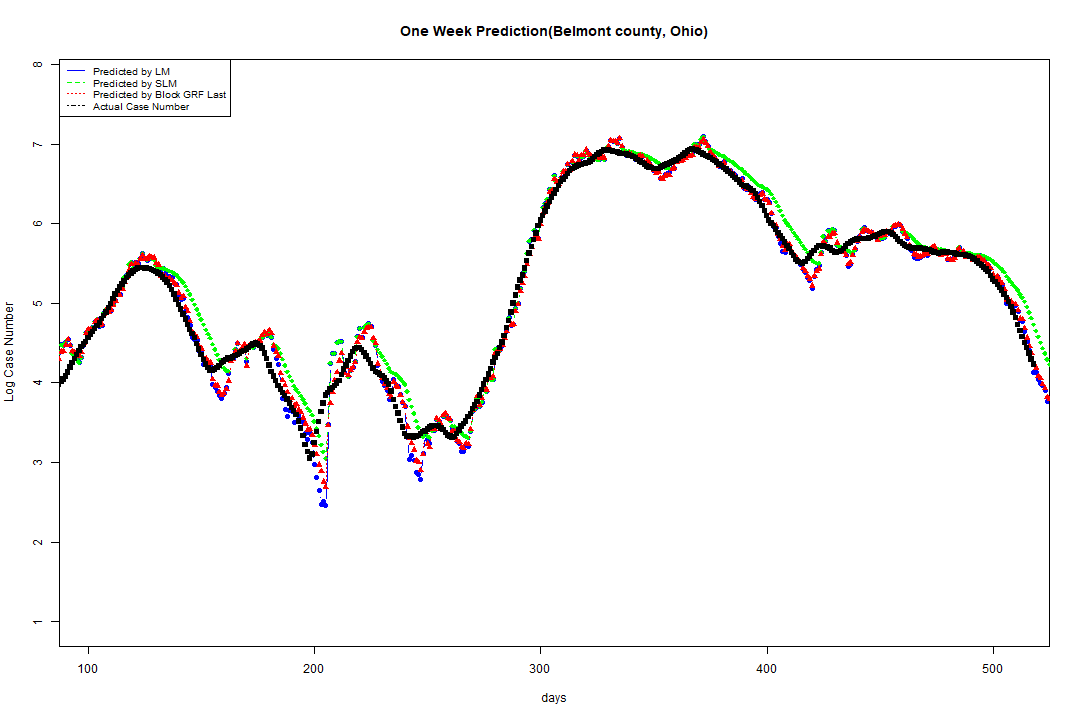 One Week Prediction(Belmont county, Ohio)
Predicted by LM
Predicted by SLM
Predicted by Block GRF Last
Actual Case Number
Log Case Number
8
7
6
5
4
3
2
1
100 200 300 400 500
days